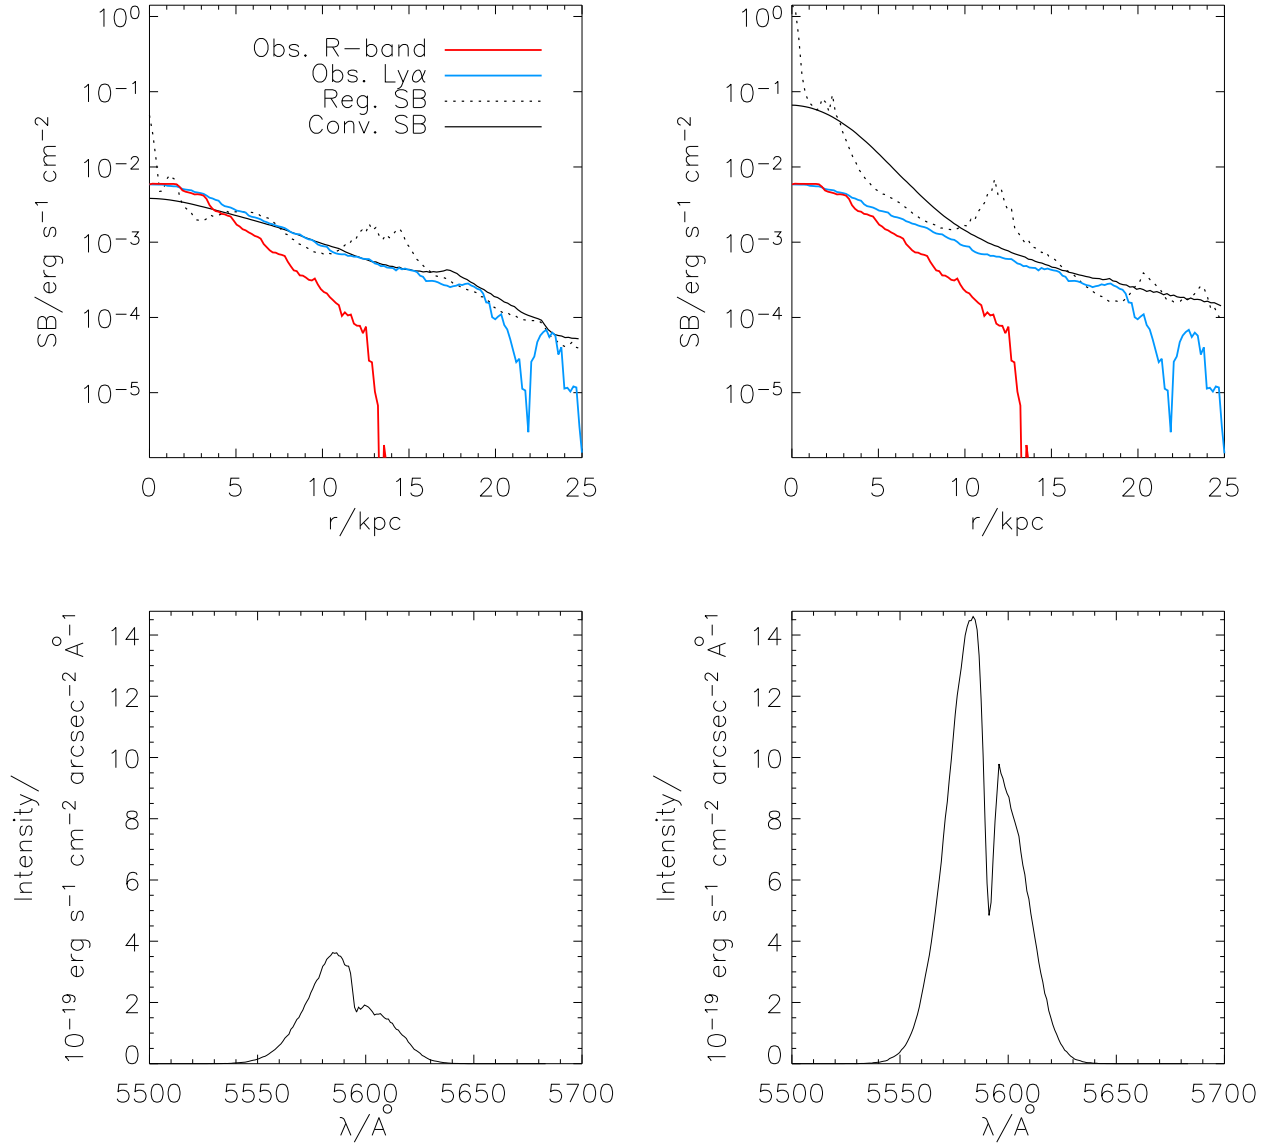 10⁰
10⁻¹
10⁻²
10⁻³
10⁻⁴
10⁻⁵
SB/erg s⁻¹ cm⁻²
Obs. R−band
Obs. Lyα
Reg. SB
Conv. SB
0 5 10 15 20 25
r/kpc
10⁰
10⁻¹
10⁻²
10⁻³
10⁻⁴
10⁻⁵
SB/erg s⁻¹ cm⁻²
0 5 10 15 20 25
r/kpc
14
12
10
8
6
4
2
0
Intensity/
10⁻¹⁹ erg s⁻¹ cm⁻² arcsec⁻² Å⁻¹
5500 5550 5600 5650 5700
λ/Å
14
12
10
8
6
4
2
0
Intensity/
10⁻¹⁹ erg s⁻¹ cm⁻² arcsec⁻² Å⁻¹
5500 5550 5600 5650 5700
λ/Å